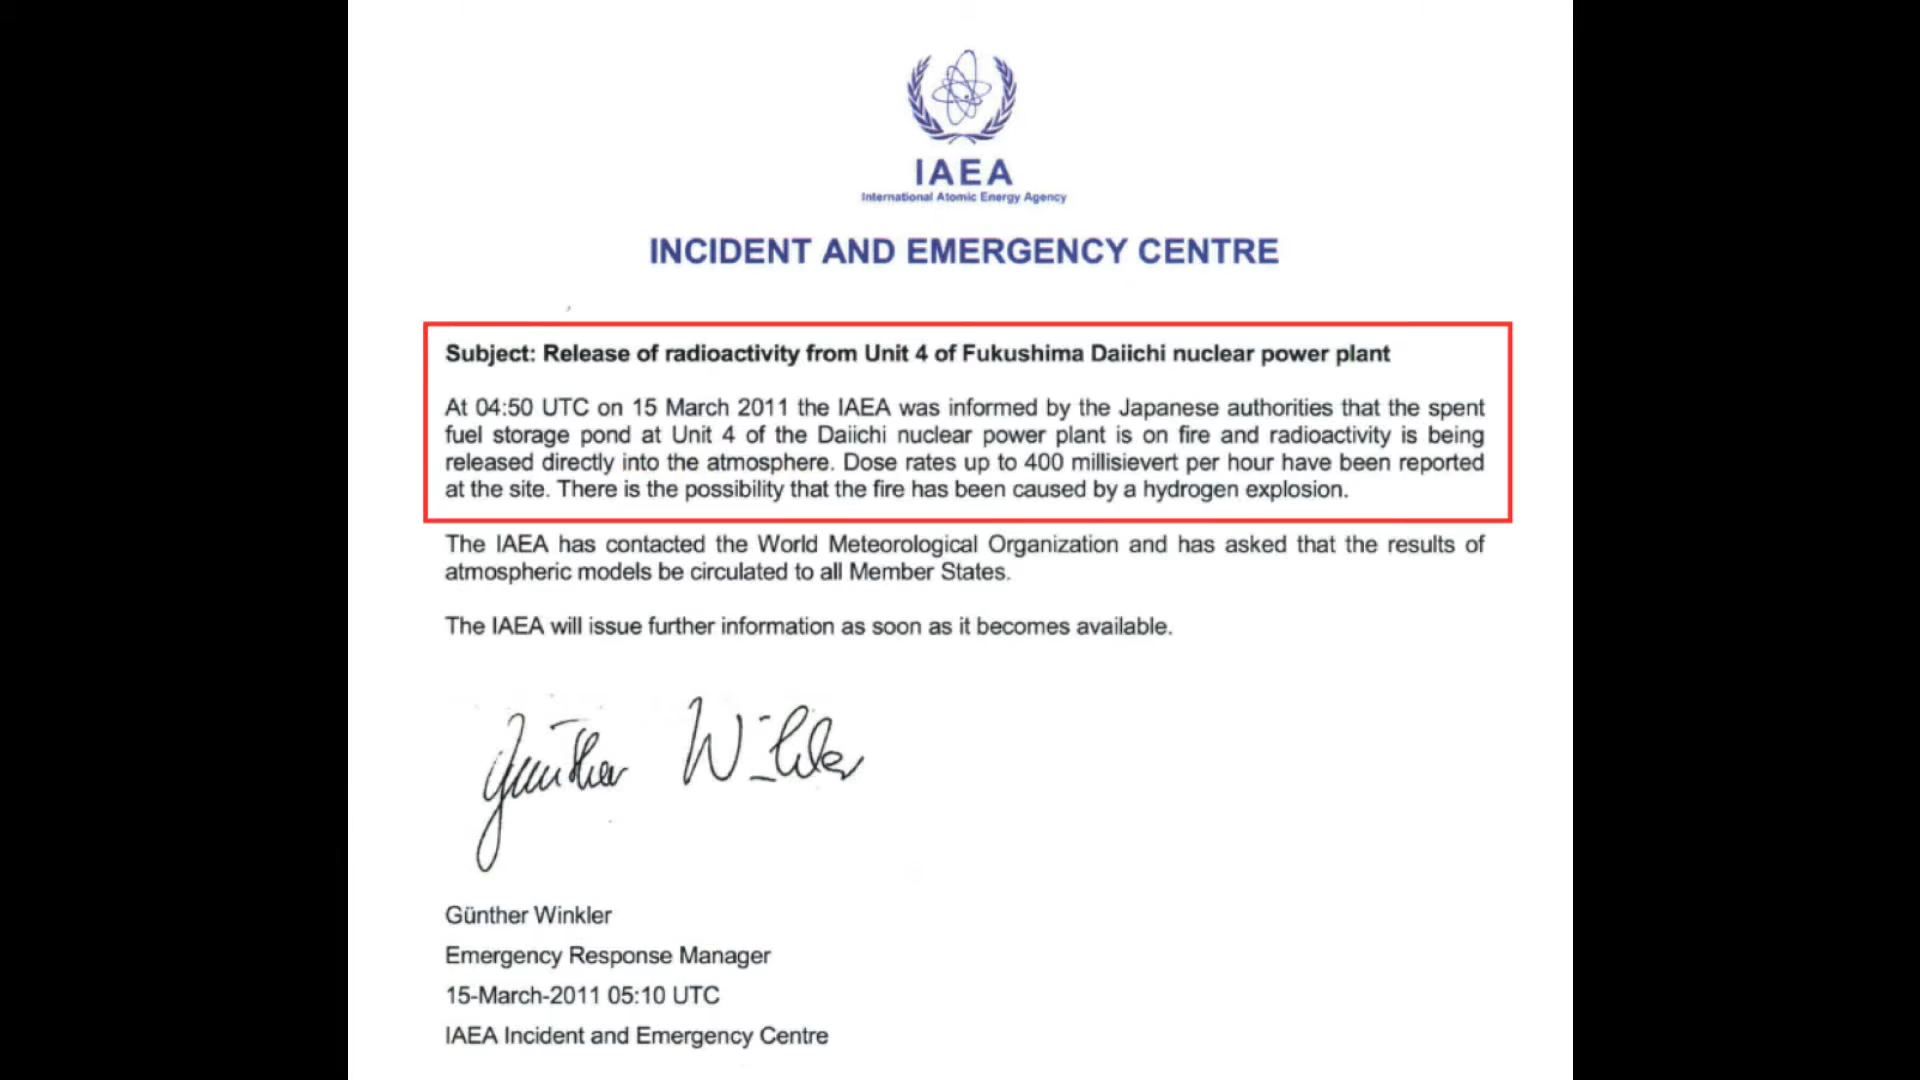 IAEA
International Atomic Energy Agency
INCIDENT AND EMERGENCY CENTRE
Subject: Release of radioactivity from Unit 4 of Fukushima Daiichi nuclear power plant
At 04:50 UTC on 15 March 2011 the IAEA was informed by the Japanese authorities that the spent
fuel storage pond at Unit 4 of the Daiichi nuclear power plant is on fire and radioactivity is being
released directly into the atmosphere. Dose rates up to 400 millisievert per hour have been reported
at the site. There is the possibility that the fire has been caused by a hydrogen explosion.
The IAEA has contacted the World Meteorological Organization and has asked that the results of
atmospheric models be circulated to all Member States.
The IAEA will issue further information as soon as it becomes available.
Günther Winkler
Günther Winkler
Emergency Response Manager
15-March-2011 05:10 UTC
IAEA Incident and Emergency Centre